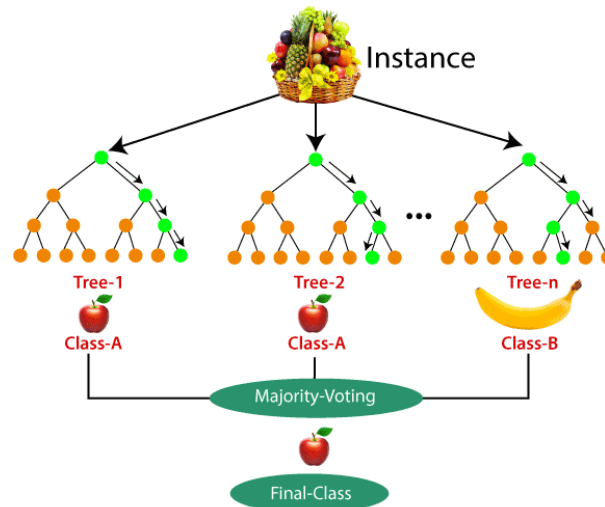 Instance
...
Tree-1
Tree-2
Tree-n
Class-A
Class-A
Class-B
Majority-Voting
Final-Class